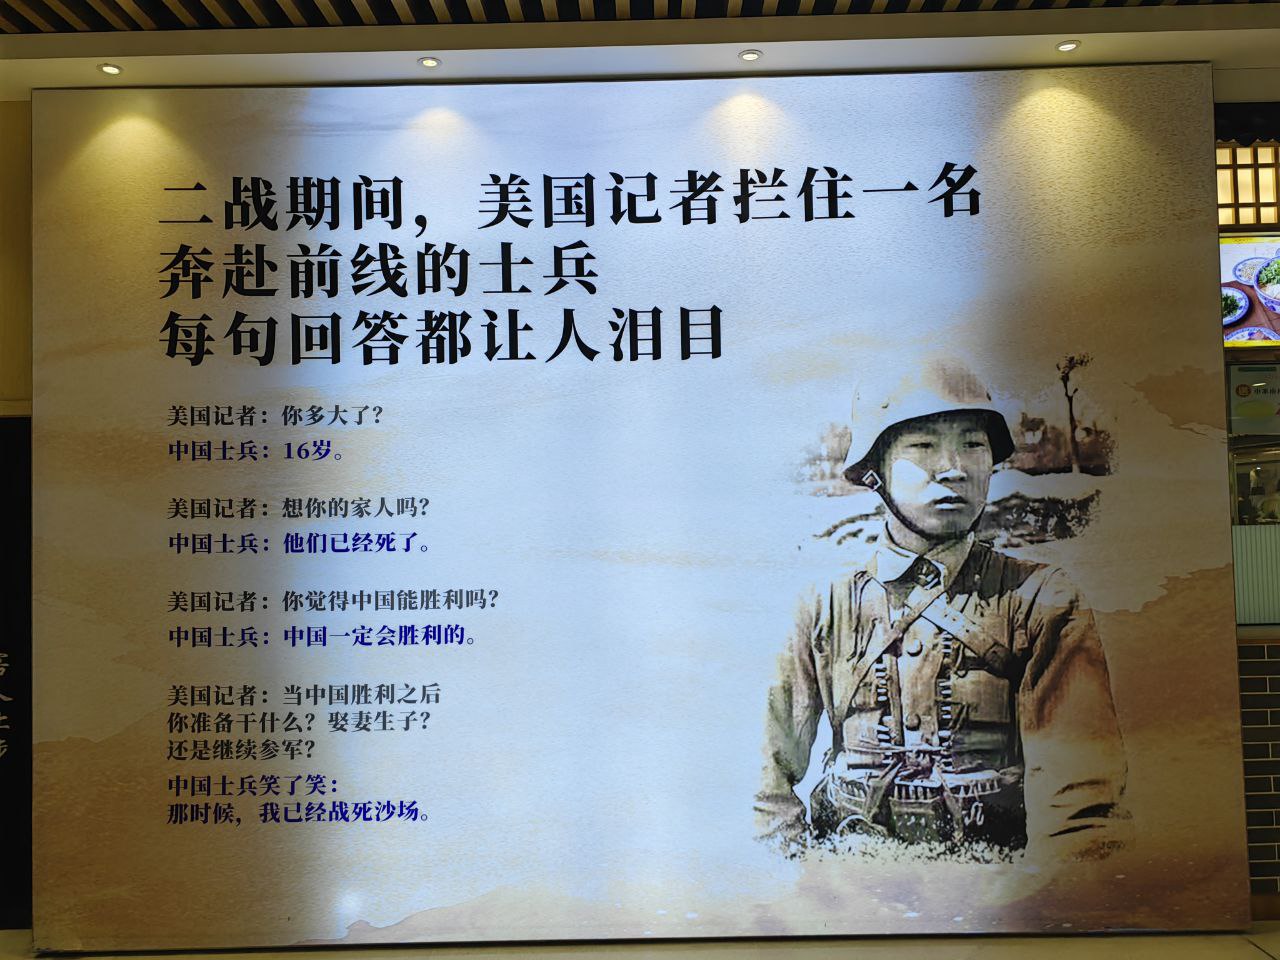 二战期间，美国记者拦住一名
奔赴前线的士兵
每句回答都让人泪目
美国记者：你多大了？
中国士兵：16岁。
美国记者：想你的家人吗？
中国士兵：他们已经死了。
美国记者：你觉得中国能胜利吗？
中国士兵：中国一定会胜利的。
美国记者：当中国胜利之后
你准备干什么？娶妻生子？
还是继续参军？
中国士兵笑了笑：
那时候，我已经战死沙场。